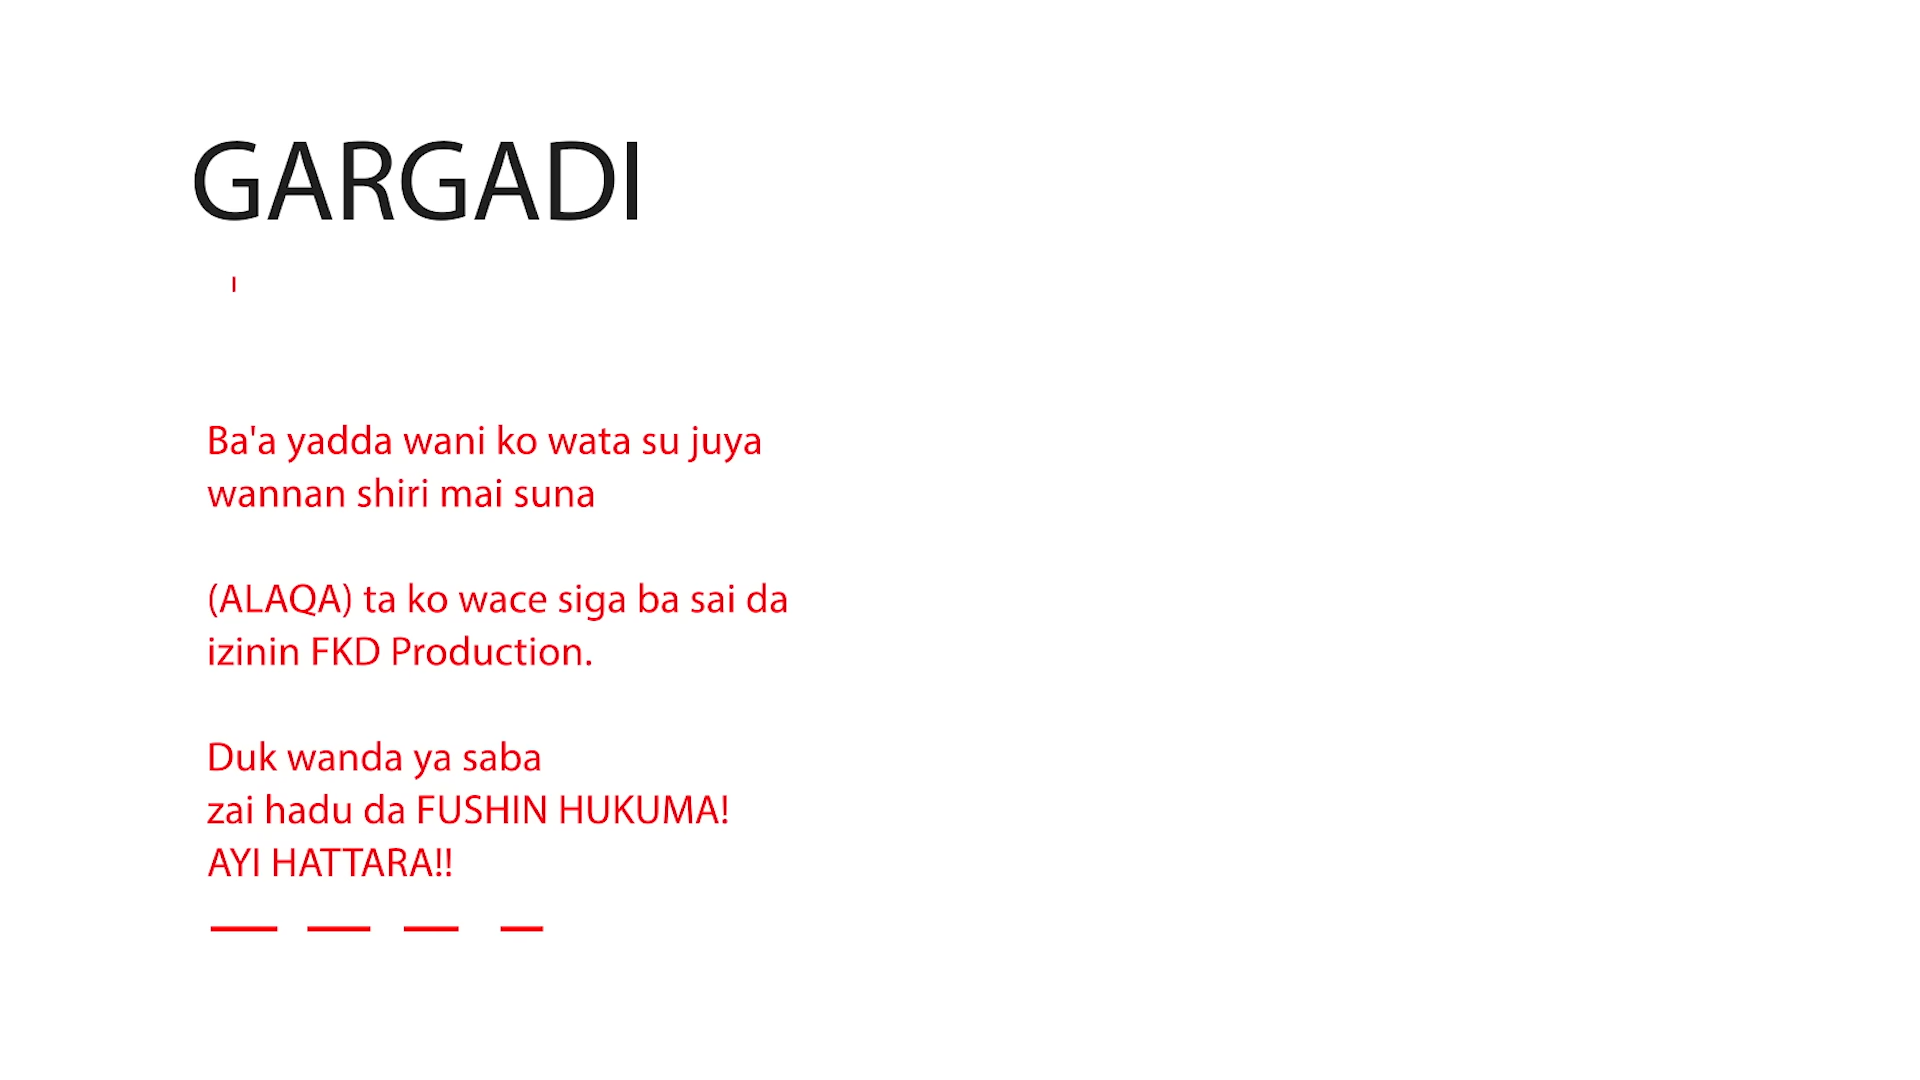 GARGADI
Ba'a yadda wani ko wata su juya
wannan shiri mai suna
(ALAQA) ta ko wace siga ba sai da
izinin FKD Production.
Duk wanda ya saba
zai hadu da FUSHIN HUKUMA!
AYI HATTARA!!